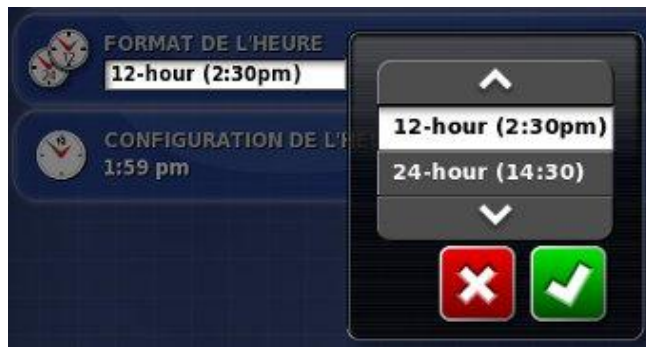 FORMAT DE L'HEURE
12-hour (2:30pm)
CONFIGURATION DE L'HE
1:59 pm
12-hour (2:30pm)
24-hour (14:30)